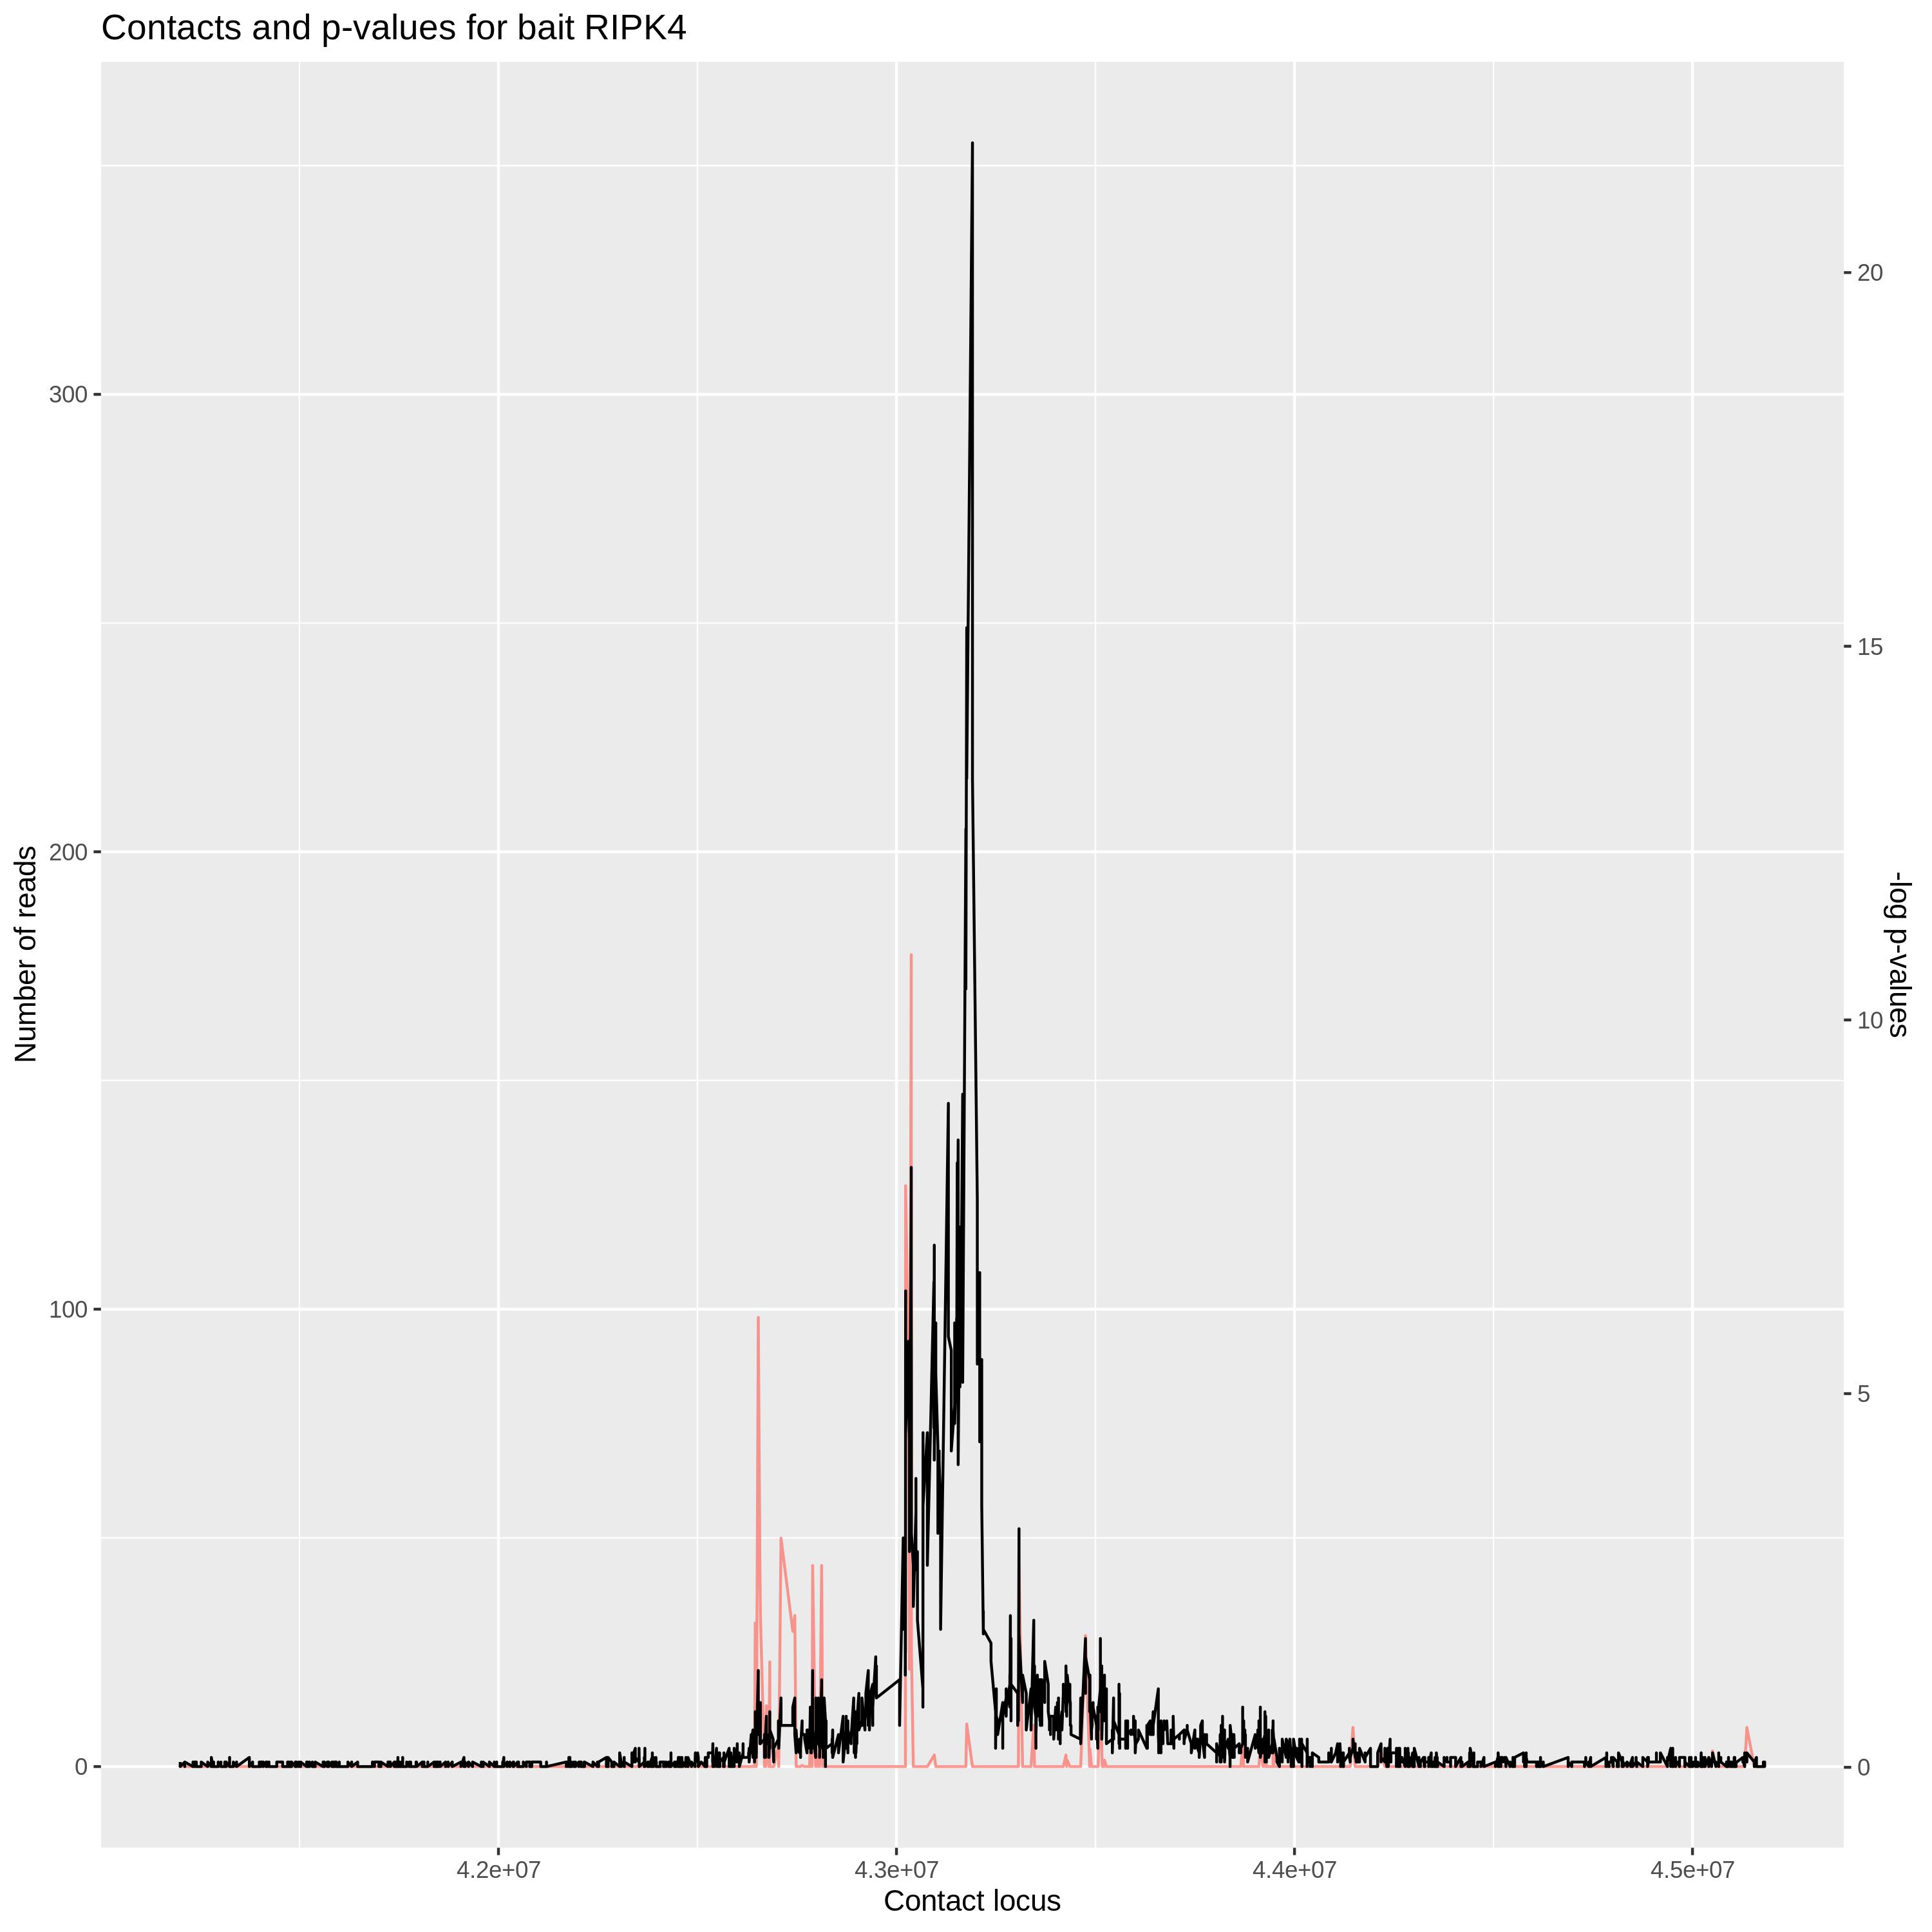 Contacts and p-values for bait RIPK4
Number of reads
300
200
100
0
20
15
10
5
0
-log p-values
4.2e+07
4.3e+07
4.4e+07
4.5e+07
Contact locus